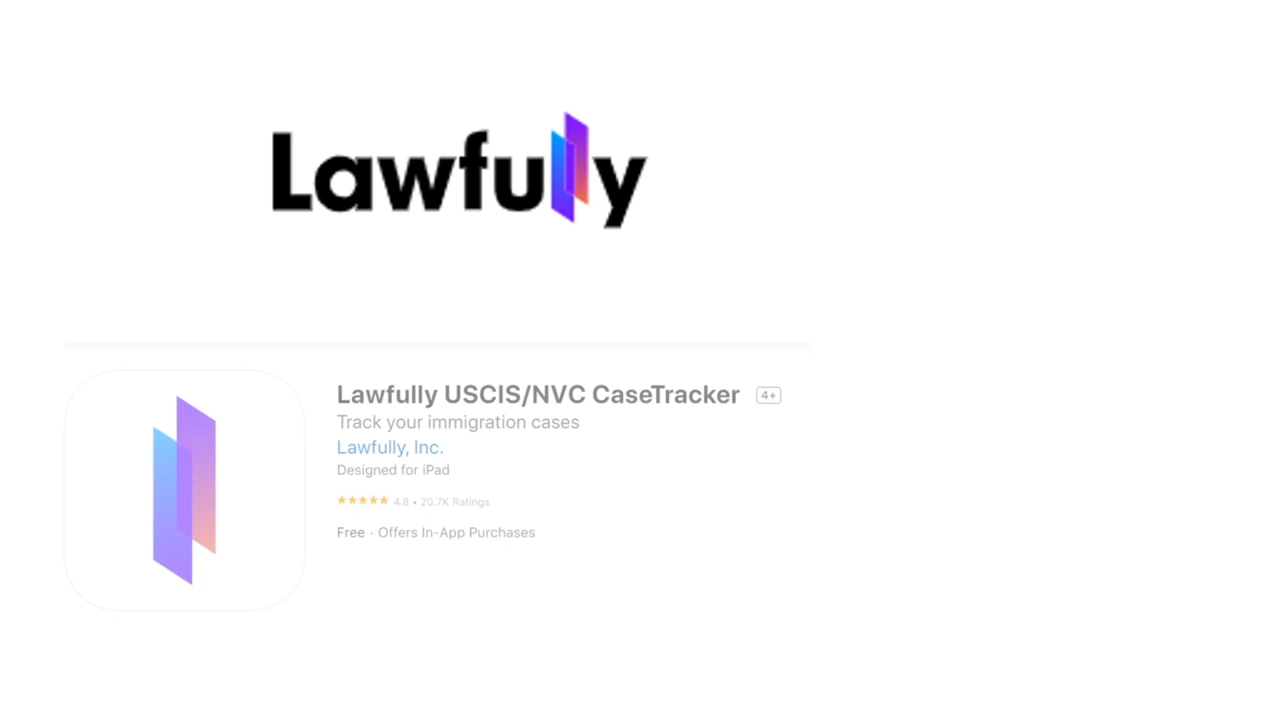 Lawfully
Lawfully USCIS/NVC CaseTracker 4+
Track your immigration cases
Lawfully, Inc.
Designed for iPad
★★★★★ 4.8 • 20.7K Ratings
Free · Offers In-App Purchases